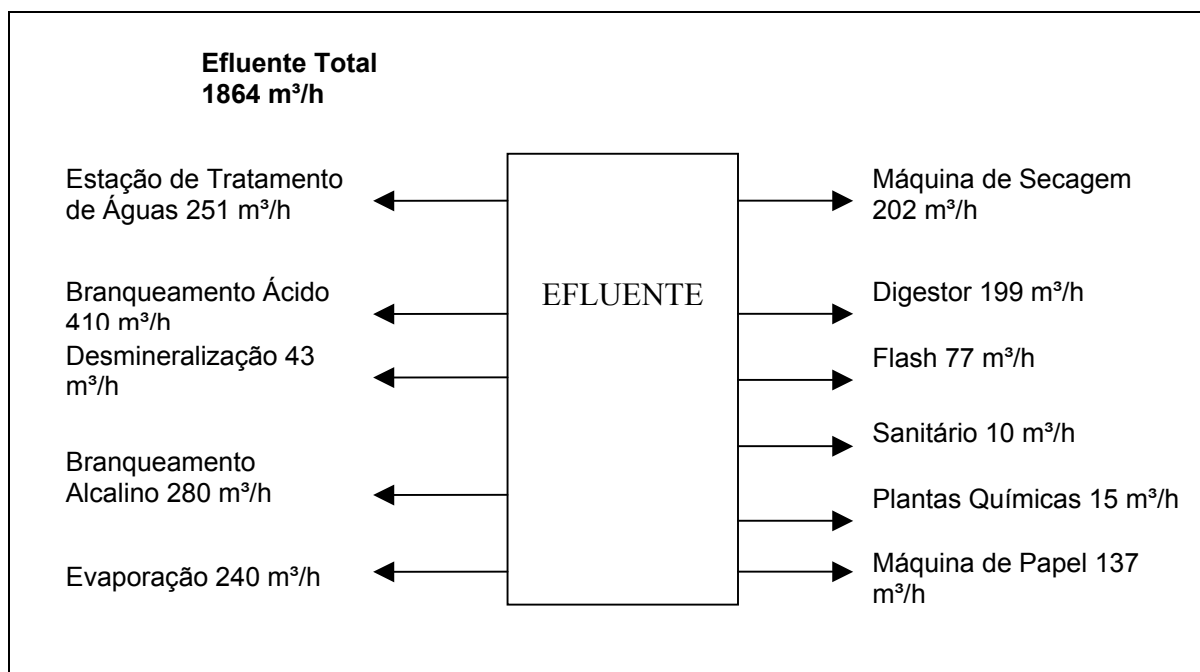 Efluente Total
1864 m³/h
Estação de Tratamento
de Águas 251 m³/h
Branqueamento Ácido
410 m³/h
Desmineralização 43
m³/h
Branqueamento
Alcalino 280 m³/h
Evaporação 240 m³/h
EFLUENTE
Máquina de Secagem
202 m³/h
Digestor 199 m³/h
Flash 77 m³/h
Sanitário 10 m³/h
Plantas Químicas 15 m³/h
Máquina de Papel 137
m³/h